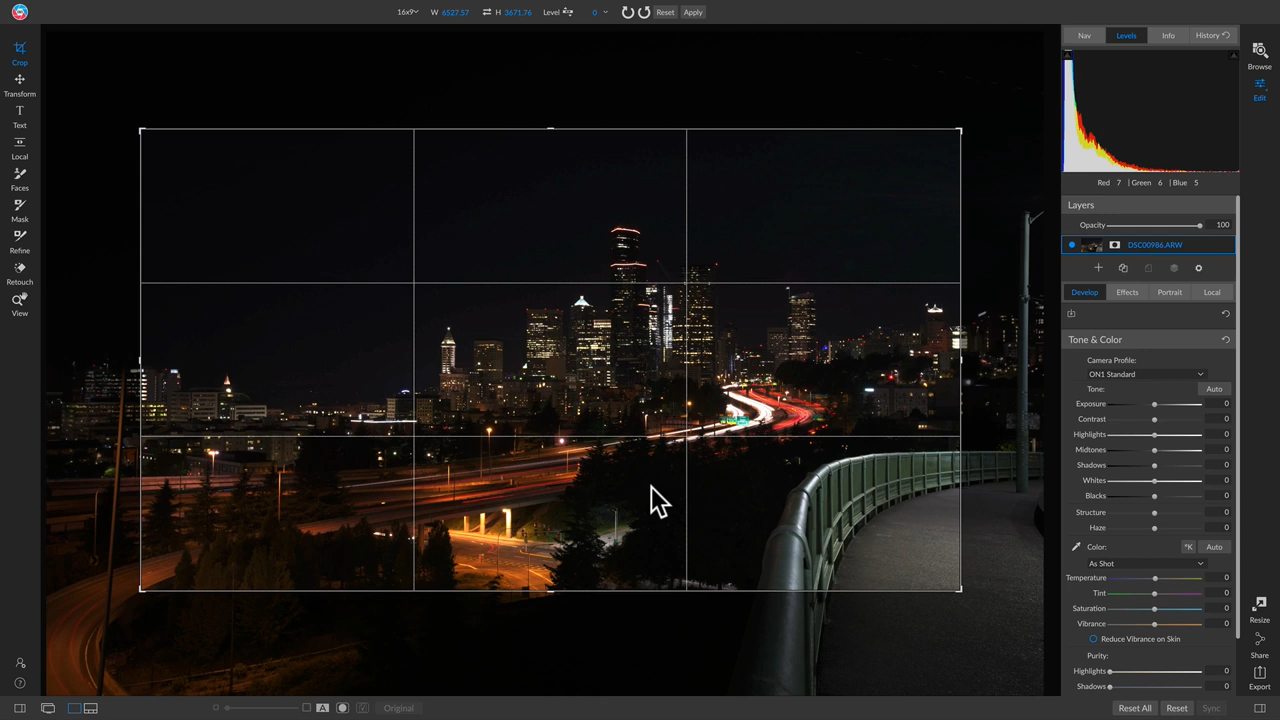 16x9 W 6527.57 H 3671.76 Level 0 Reset Apply
Crop
Transform
Text
Local
Faces
Mask
Refine
Retouch
View
Nav Levels Info History
Red 7 | Green 6 | Blue 5
Layers
Opacity 100
DSC00986.ARW
Develop Effects Portrait Local
Tone & Color
Camera Profile:
ON1 Standard
Tone: Auto
Exposure 0
Contrast 0
Highlights 0
Midtones 0
Shadows 0
Whites 0
Blacks 0
Structure 0
Haze 0
Color: °K Auto
As Shot
Temperature 0
Tint 0
Saturation 0
Vibrance 0
Reduce Vibrance on Skin
Purity:
Highlights 0
Shadows 0
Browse
Edit
Resize
Share
Export
A Original
Reset All Reset Sync